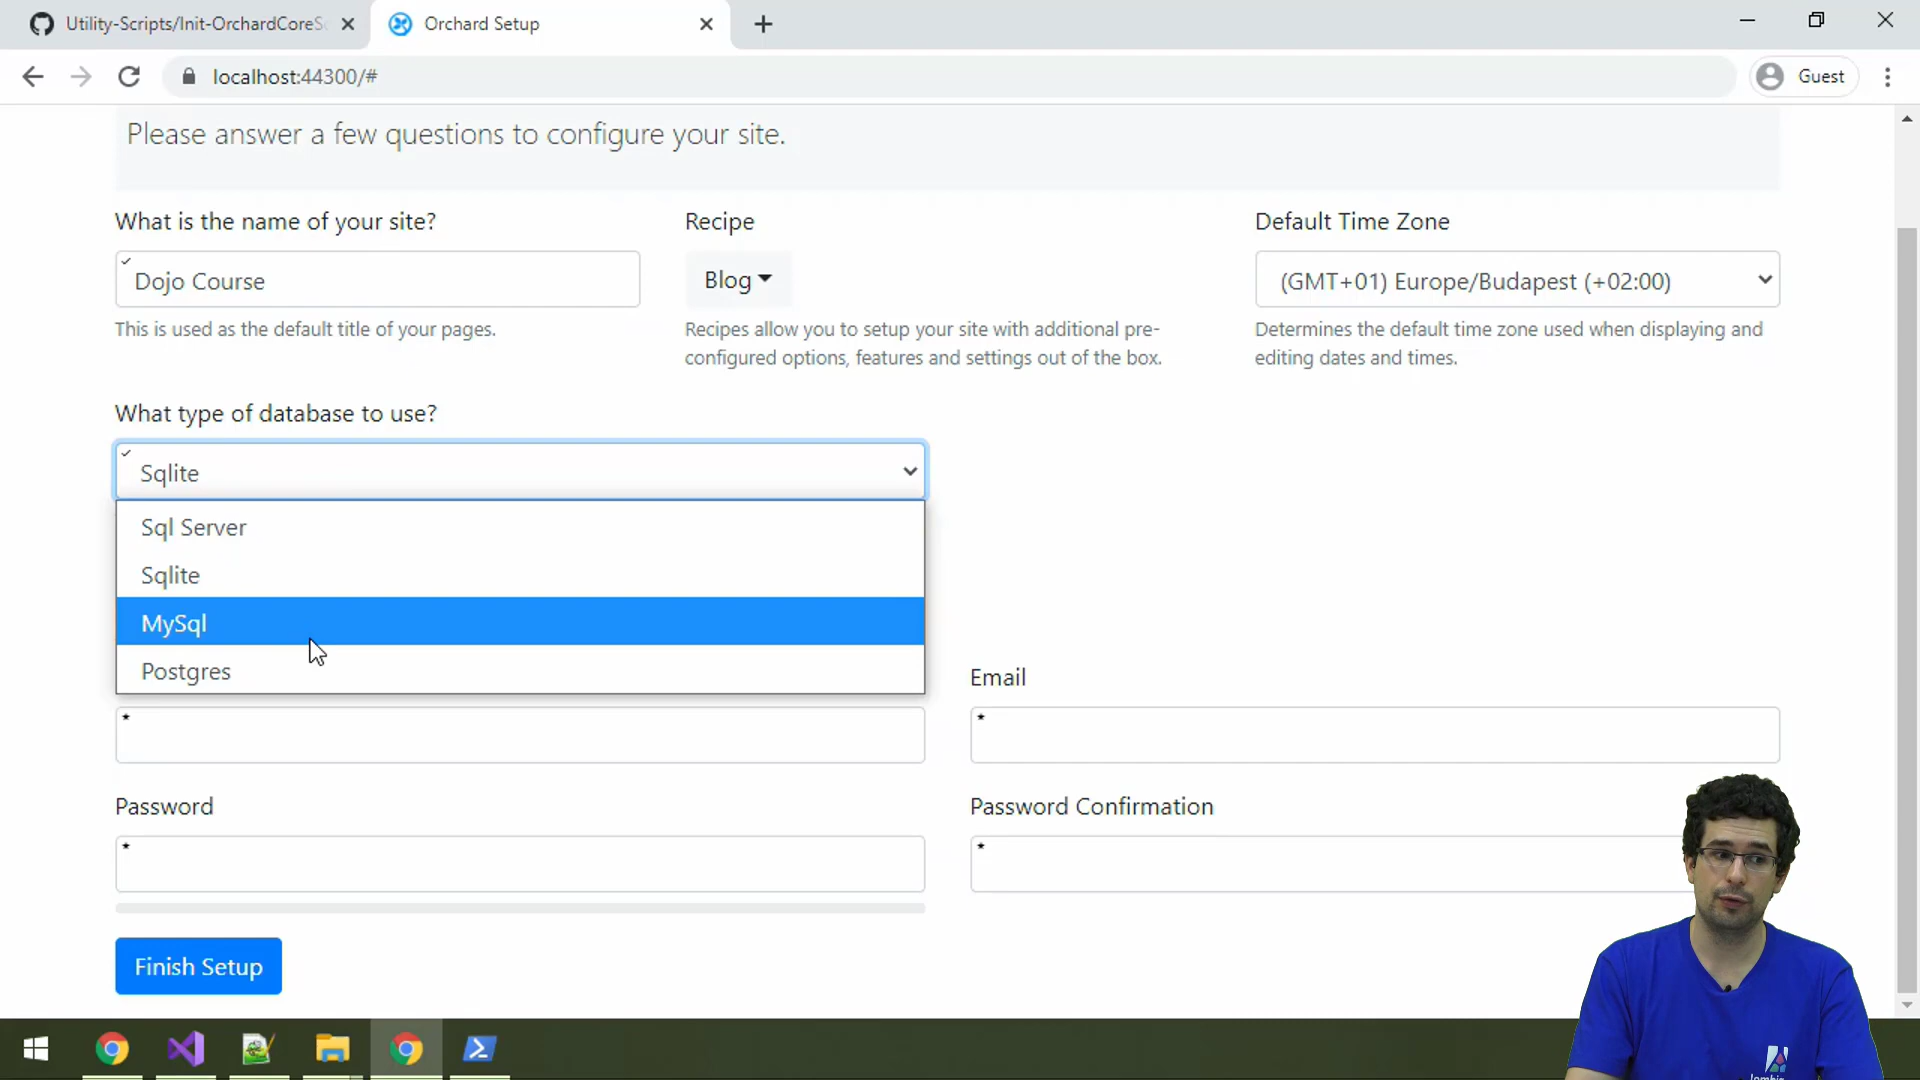 Utility-Scripts/Init-OrchardCoreSo
Orchard Setup
localhost:44300/#
Guest
Please answer a few questions to configure your site.
What is the name of your site?
Recipe
Default Time Zone
Dojo Course
Blog
(GMT+01) Europe/Budapest (+02:00)
This is used as the default title of your pages.
Recipes allow you to setup your site with additional pre-
configured options, features and settings out of the box.
Determines the default time zone used when displaying and
editing dates and times.
What type of database to use?
Sqlite
Sql Server
Sqlite
MySql
Postgres
Email
*
*
Password
Password Confirmation
*
*
Finish Setup